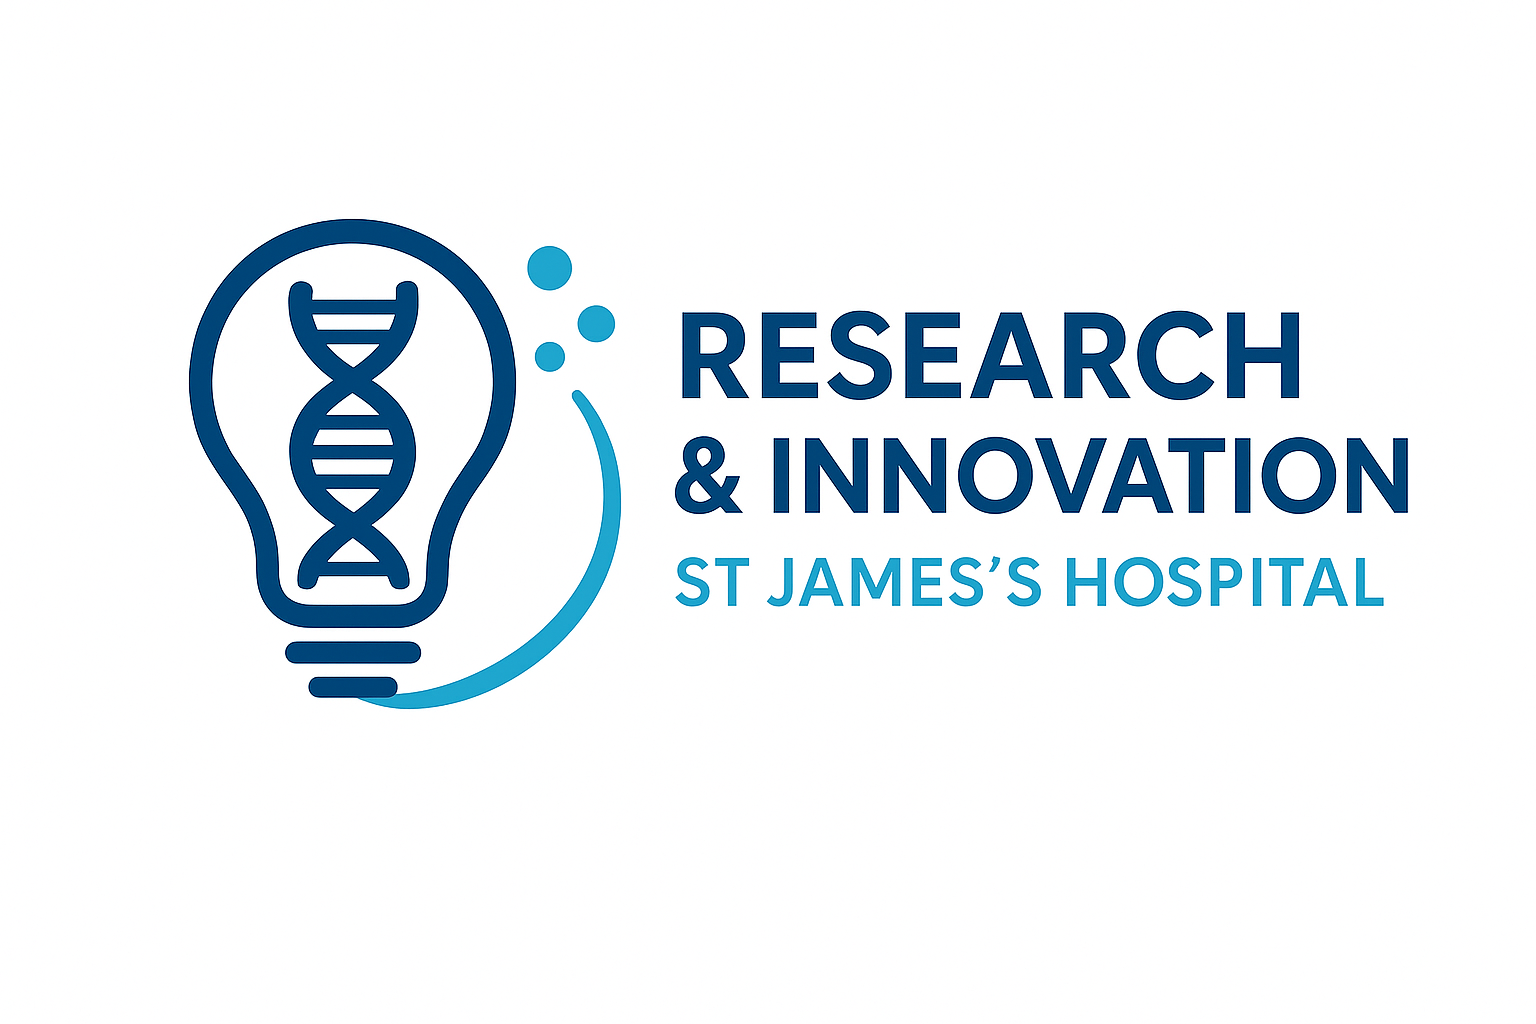 RESEARCH
& INNOVATION
ST JAMES’S HOSPITAL